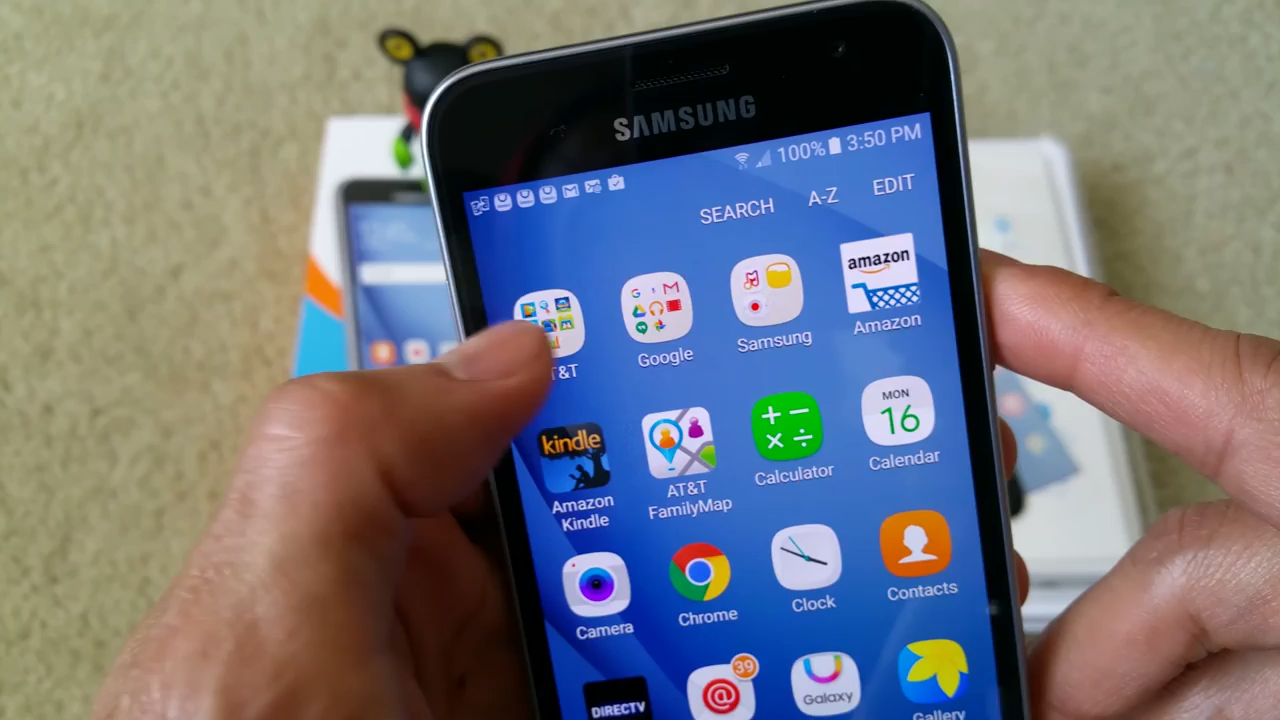 SAMSUNG
100% 3:50 PM
SEARCH A-Z EDIT
amazon
T&T
Google
Samsung
Amazon
kindle
MON
16
Amazon
Kindle
AT&T
FamilyMap
Calculator
Calendar
Camera
Chrome
Clock
Contacts
39
DIRECTV
@
Galaxy
Gallery